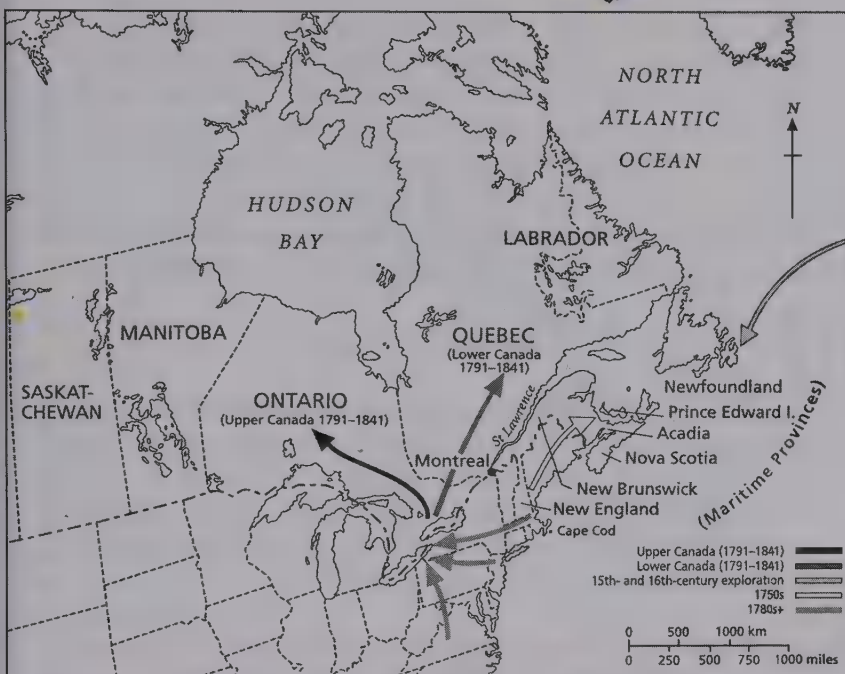 NORTH
ATLANTIC
OCEAN
N
HUDSON
BAY
LABRADOR
MANITOBA
QUEBEC
(Lower Canada
1791–1841)
SASKAT-
CHEWAN
ONTARIO
(Upper Canada 1791–1841)
St Lawrence
Newfoundland
Prince Edward I.
Acadia
Nova Scotia
(Maritime Provinces)
Montreal
New Brunswick
New England
Cape Cod
Upper Canada (1791–1841)
Lower Canada (1791–1841)
15th- and 16th-century exploration
1750s
1780s+
0 500 1000 km
0 250 500 750 1000 miles